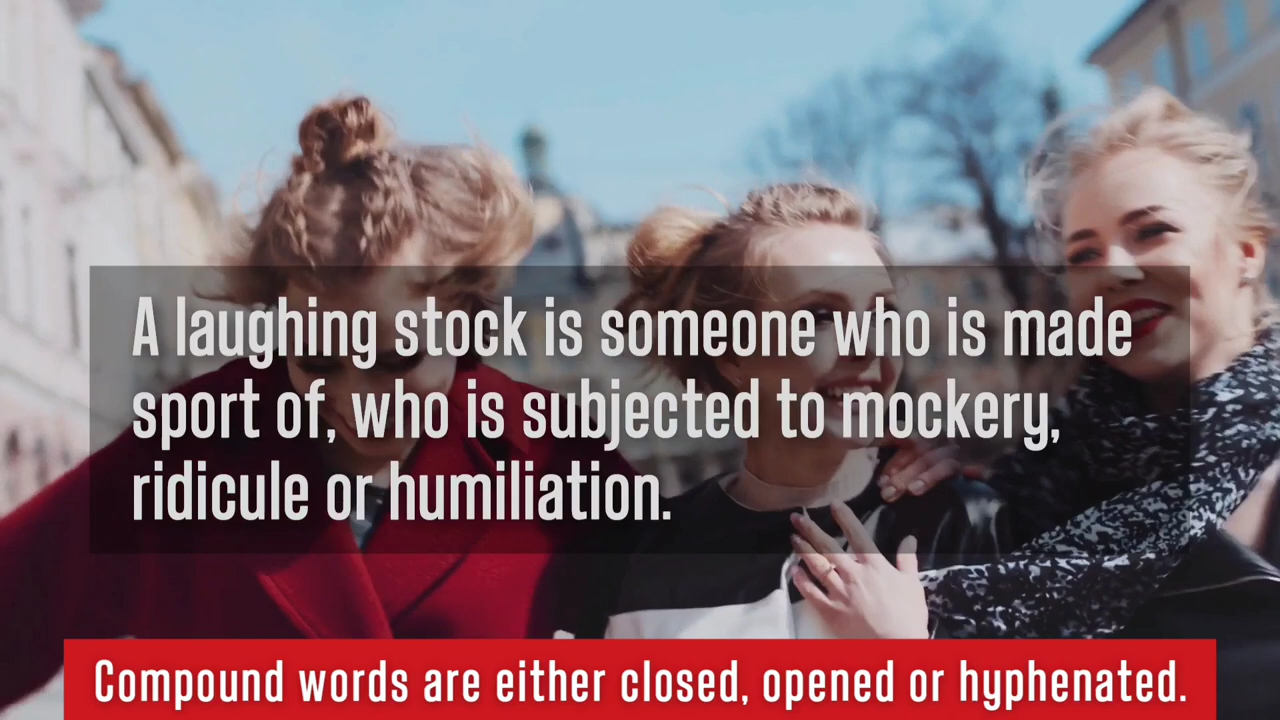 A laughing stock is someone who is made
sport of, who is subjected to mockery,
ridicule or humiliation.
Compound words are either closed, opened or hyphenated.